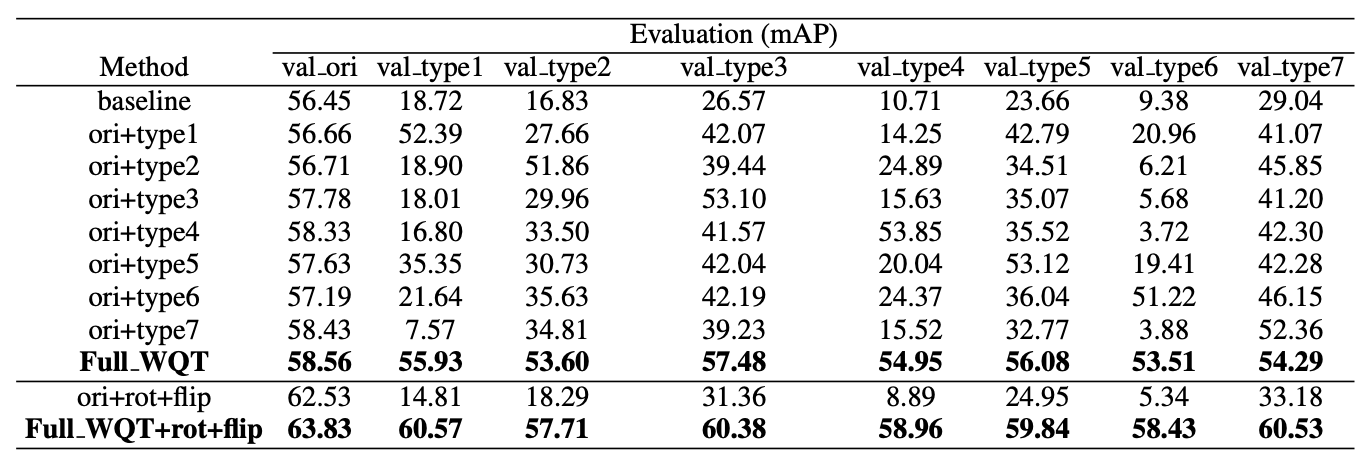 Evaluation (mAP)
Method val_ori val_type1 val_type2 val_type3 val_type4 val_type5 val_type6 val_type7
baseline 56.45 18.72 16.83 26.57 10.71 23.66 9.38 29.04
ori+type1 56.66 52.39 27.66 42.07 14.25 42.79 20.96 41.07
ori+type2 56.71 18.90 51.86 39.44 24.89 34.51 6.21 45.85
ori+type3 57.78 18.01 29.96 53.10 15.63 35.07 5.68 41.20
ori+type4 58.33 16.80 33.50 41.57 53.85 35.52 3.72 42.30
ori+type5 57.63 35.35 30.73 42.04 20.04 53.12 19.41 42.28
ori+type6 57.19 21.64 35.63 42.19 24.37 36.04 51.22 46.15
ori+type7 58.43 7.57 34.81 39.23 15.52 32.77 3.88 52.36
Full_WQT 58.56 55.93 53.60 57.48 54.95 56.08 53.51 54.29
ori+rot+flip 62.53 14.81 18.29 31.36 8.89 24.95 5.34 33.18
Full_WQT+rot+flip 63.83 60.57 57.71 60.38 58.96 59.84 58.43 60.53